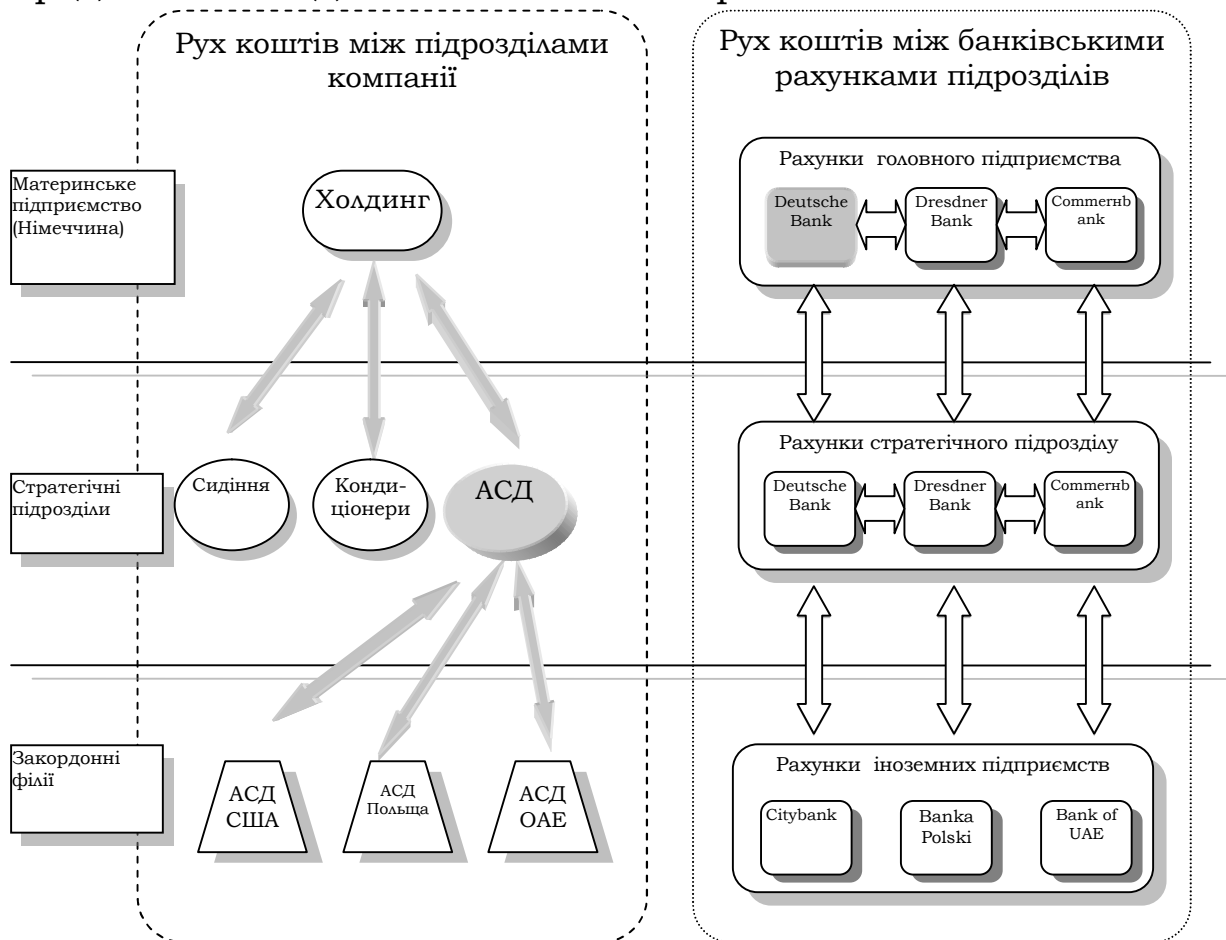 Рух коштів між підрозділами
компанії
Рух коштів між банківськими
рахунками підрозділів
Материнське
підприємство
(Німеччина)
Холдинг
Рахунки головного підприємства
Deutsche
Bank
Dresdner
Bank
Commerнb
ank
Стратегічні
підрозділи
Сидіння
Конди-
ціонери
АСД
Рахунки стратегічного підрозділу
Deutsche
Bank
Dresdner
Bank
Commerнb
ank
Закордонні
філії
АСД
США
АСД
Польща
АСД
ОАЕ
Рахунки іноземних підприємств
Citybank
Banka
Polski
Bank of
UAE